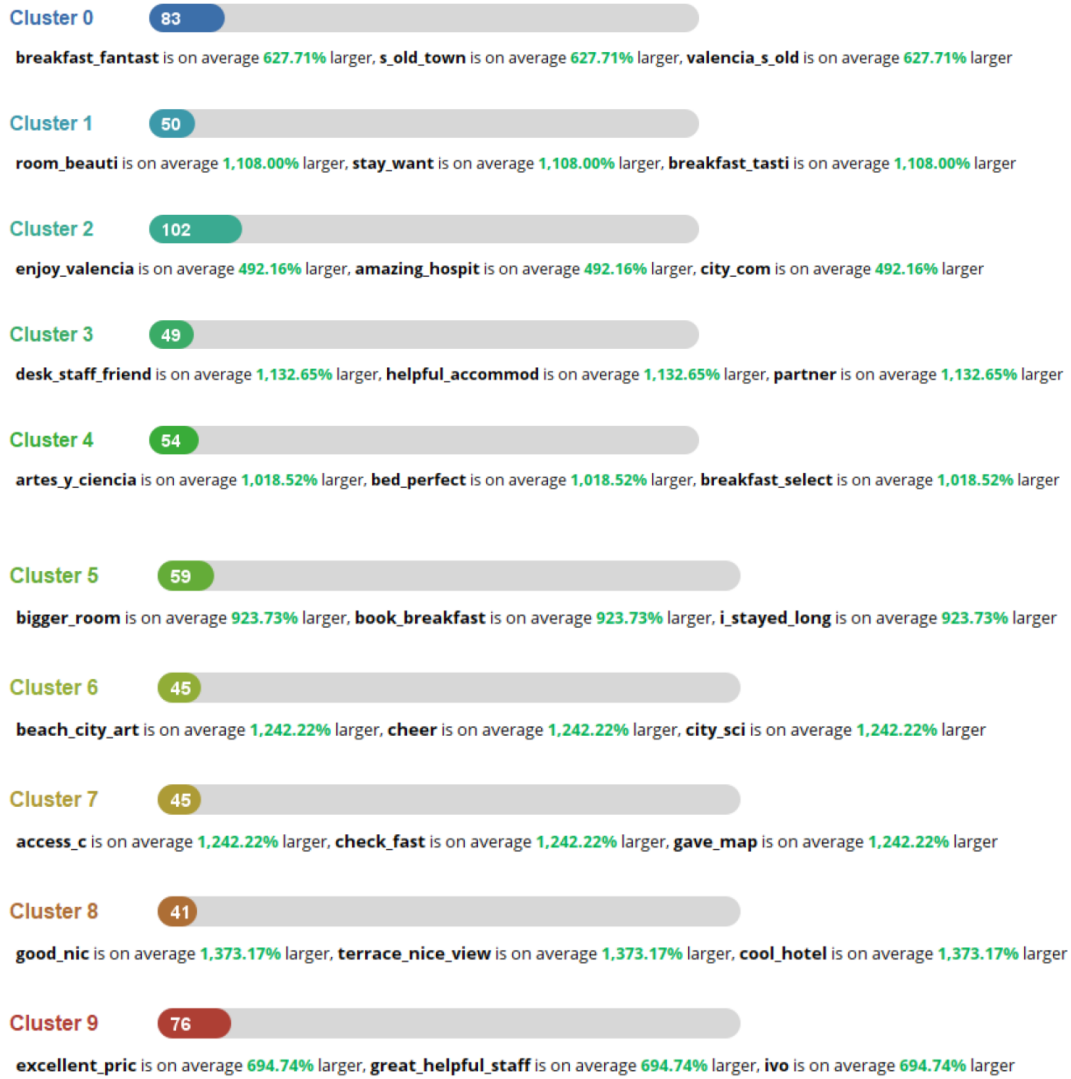 Cluster 0 83
breakfast_fantast is on average 627.71% larger, s_old_town is on average 627.71% larger, valencia_s_old is on average 627.71% larger
Cluster 1 50
room_beauti is on average 1,108.00% larger, stay_want is on average 1,108.00% larger, breakfast_tasti is on average 1,108.00% larger
Cluster 2 102
enjoy_valencia is on average 492.16% larger, amazing_hospit is on average 492.16% larger, city_com is on average 492.16% larger
Cluster 3 49
desk_staff_friend is on average 1,132.65% larger, helpful_accommod is on average 1,132.65% larger, partner is on average 1,132.65% larger
Cluster 4 54
artes_y_ciencia is on average 1,018.52% larger, bed_perfect is on average 1,018.52% larger, breakfast_select is on average 1,018.52% larger
Cluster 5 59
bigger_room is on average 923.73% larger, book_breakfast is on average 923.73% larger, i_stayed_long is on average 923.73% larger
Cluster 6 45
beach_city_art is on average 1,242.22% larger, cheer is on average 1,242.22% larger, city_sci is on average 1,242.22% larger
Cluster 7 45
access_c is on average 1,242.22% larger, check_fast is on average 1,242.22% larger, gave_map is on average 1,242.22% larger
Cluster 8 41
good_nic is on average 1,373.17% larger, terrace_nice_view is on average 1,373.17% larger, cool_hotel is on average 1,373.17% larger
Cluster 9 76
excellent_pric is on average 694.74% larger, great_helpful_staff is on average 694.74% larger, ivo is on average 694.74% larger